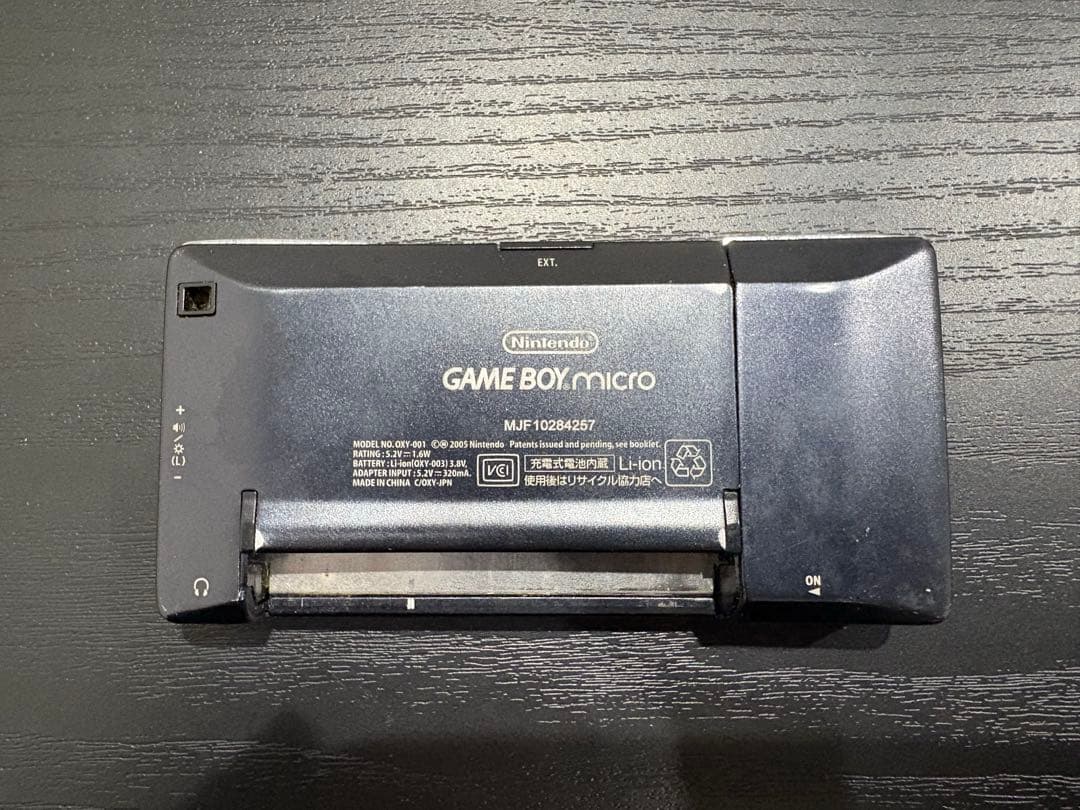 EXT.
Nintendo
GAME BOY micro
MJF10284257
MODEL NO. OXY-001 ©Ⓜ 2005 Nintendo Patents issued and pending, see booklet.
RATING : 5.2V⎓1.6W
BATTERY : Li-ion(OXY-003) 3.8V,
ADAPTER INPUT : 5.2V⎓320mA.
MADE IN CHINA C/OXY-JPN
VCI
充電式電池内蔵 Li-ion
使用後はリサイクル協力店へ
+
(L)
−
ON